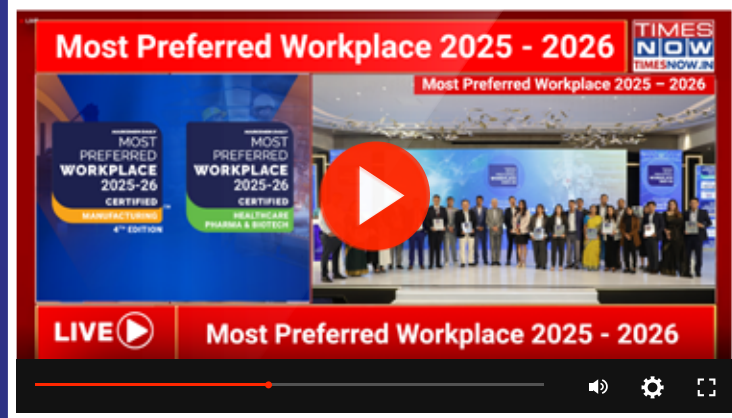 LIVE
Most Preferred Workplace 2025 - 2026
TIMES
NOW
TIMESNOW.IN
Most Preferred Workplace 2025 – 2026
MOST
PREFERRED
WORKPLACE
2025-26
CERTIFIED
MANUFACTURING
4TH EDITION
MOST
PREFERRED
WORKPLACE
2025-26
CERTIFIED
HEALTHCARE
PHARMA & BIOTECH
LIVE
Most Preferred Workplace 2025 - 2026